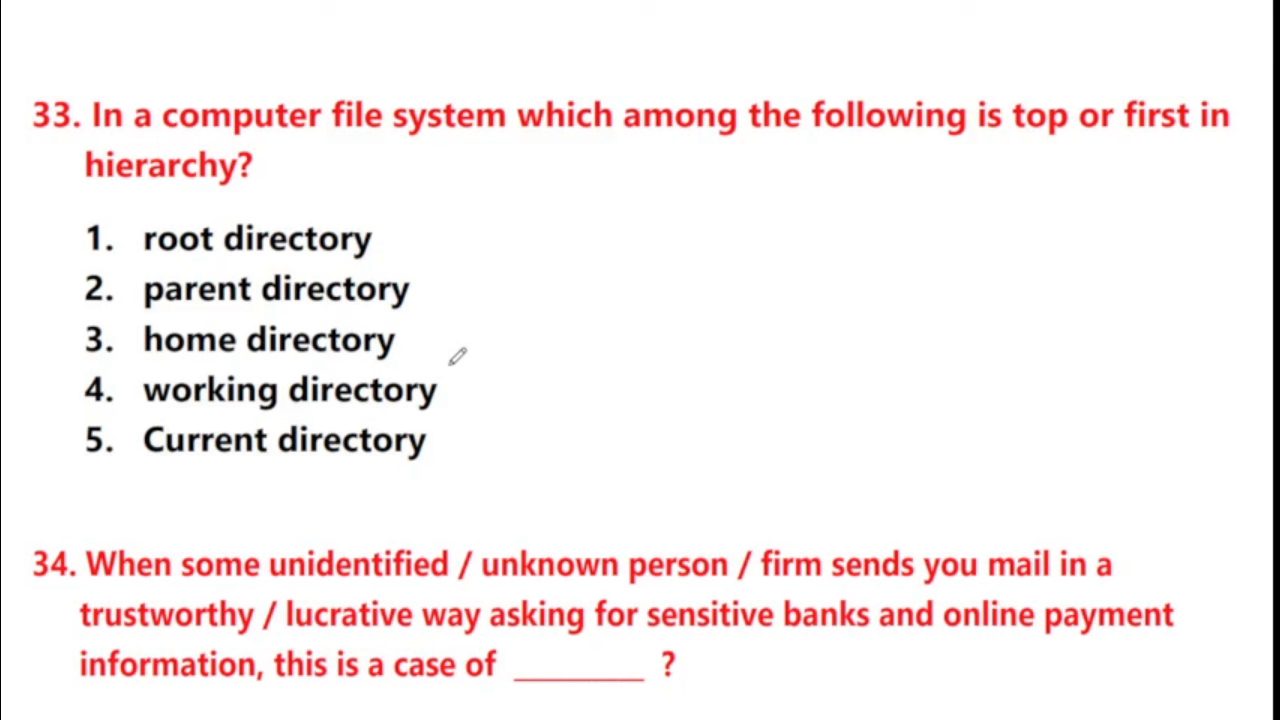 33. In a computer file system which among the following is top or first in
hierarchy?
1. root directory
2. parent directory
3. home directory
4. working directory
5. Current directory
34. When some unidentified / unknown person / firm sends you mail in a
trustworthy / lucrative way asking for sensitive banks and online payment
information, this is a case of ________ ?